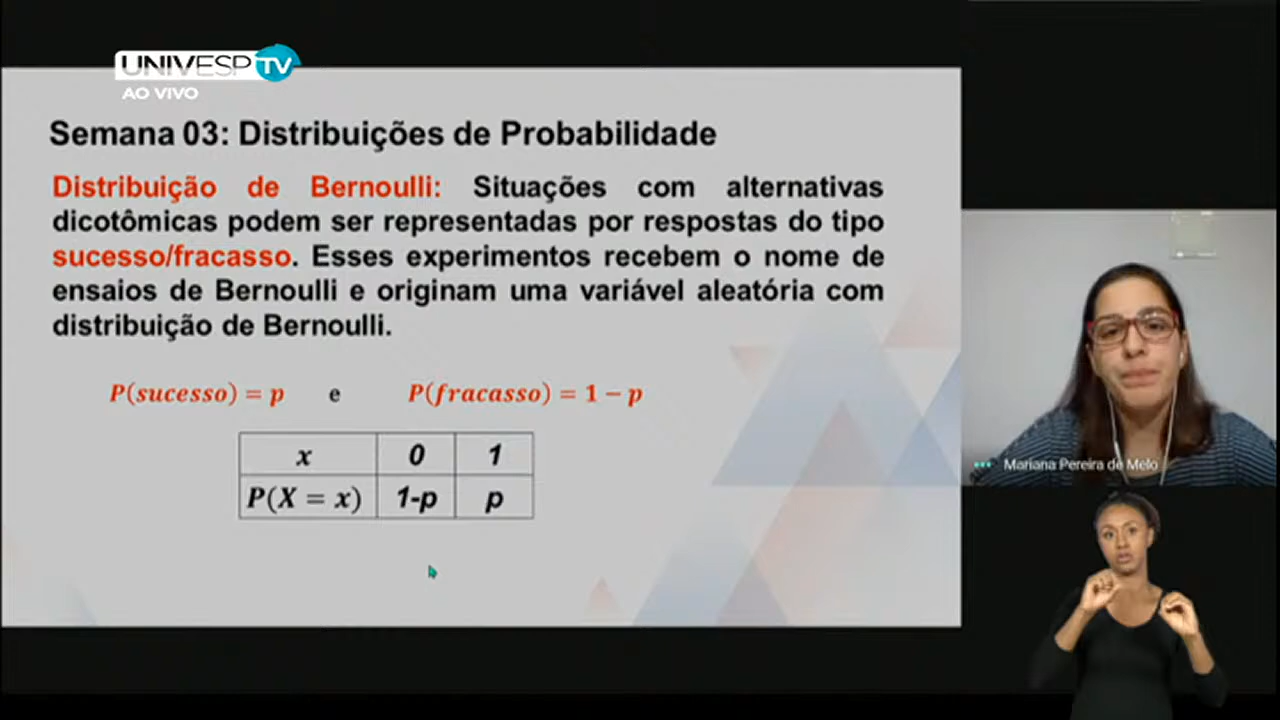 UNIVESP TV
AO VIVO
Semana 03: Distribuições de Probabilidade
Distribuição de Bernoulli: Situações com alternativas
dicotômicas podem ser representadas por respostas do tipo
sucesso/fracasso. Esses experimentos recebem o nome de
ensaios de Bernoulli e originam uma variável aleatória com
distribuição de Bernoulli.
P(sucesso) = p e P(fracasso) = 1 − p
x 0 1
P(X = x) 1-p p
Mariana Pereira de Melo